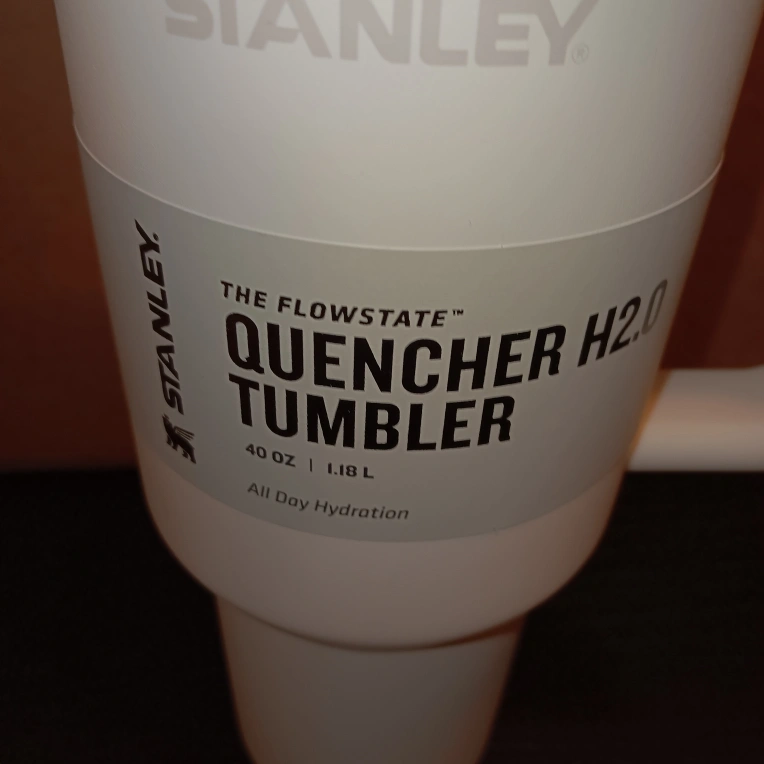 STANLEY®
STANLEY.
THE FLOWSTATE™
QUENCHER H2.0
TUMBLER
40 OZ | 1.18 L
All Day Hydration